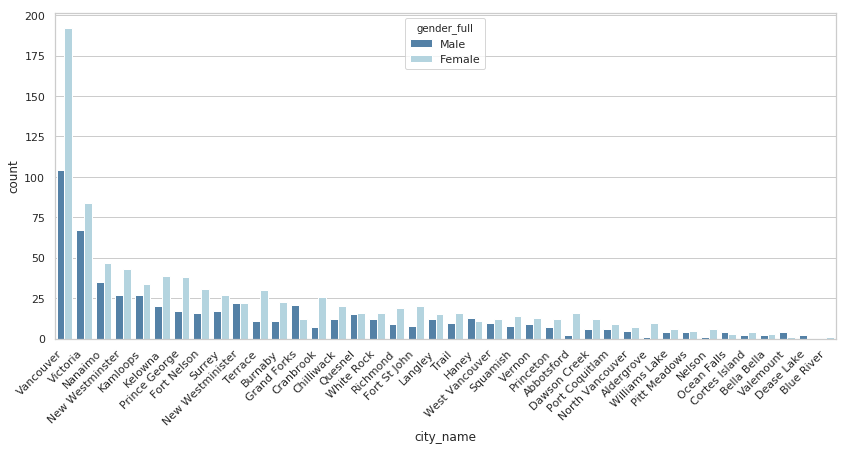 200
175
150
125
100
75
50
25
0
count
gender_full
Male
Female
Vancouver
Victoria
Nanaimo
New Westminster
Kamloops
Kelowna
Prince George
Fort Nelson
Surrey
New Westminister
Terrace
Burnaby
Grand Forks
Cranbrook
Chilliwack
Quesnel
White Rock
Richmond
Fort St John
Langley
Trail
Haney
West Vancouver
Squamish
Vernon
Princeton
Abbotsford
Dawson Creek
Port Coquitlam
North Vancouver
Aldergrove
Williams Lake
Pitt Meadows
Nelson
Ocean Falls
Cortes Island
Bella Bella
Valemount
Dease Lake
Blue River
city_name